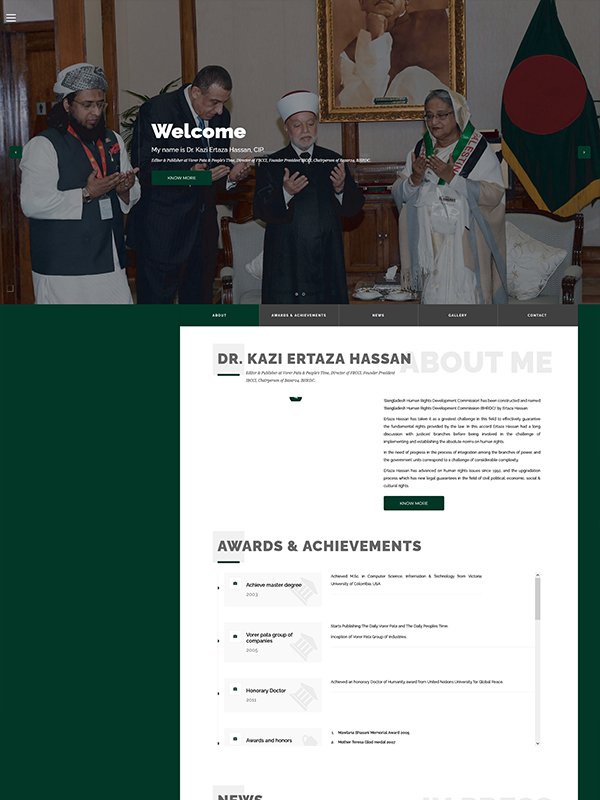 Welcome
My name is Dr. Kazi Ertaza Hassan, CIP.
Editor & Publisher at Vorer Pata & People's Time, Director of FBCCI, Founder President IBCCI, Chairperson of Bazar24, BHRDC.
KNOW MORE
ABOUT
AWARDS & ACHIEVEMENTS
NEWS
GALLERY
CONTACT
ABOUT ME
DR. KAZI ERTAZA HASSAN
Editor & Publisher at Vorer Pata & People's Time, Director of FBCCI, Founder President
IBCCI, Chairperson of Bazar24, BHRDC.
'Bangladesh Human Rights Development Commission' has been constructed and named
'Bangladesh Human Rights Development Commission (BHRDC)' by Ertaza Hassan.
Ertaza Hassan has taken it as a greatest challenge in this field to effectively guarantee
the fundamental rights provided by the law. In this accord Ertaza Hassan had a long
discussion with judices' branches before being involved in the challenge of
implementing and establishing the absolute norms on human rights.
In the need of progress in the process of integration among the branches of power, and
the government units correspond to a challenge of considerable complexity.
Ertaza Hassan has advanced on human rights issues since 1992, and the upgradation
process which has new legal guarantees in the field of civil political, economic, social &
cultural rights.
KNOW MORE
AWARDS & ACHIEVEMENTS
Achieve master degree
2003
Achieved M.Sc. in Computer Science: Information & Technology from Victoria
University of Columbia, USA
Vorer pata group of
companies
2005
Starts Publishing The Daily Vorer Pata and The Daily Peoples Time.
Inception of Vorer Pata Group of Industries.
Honorary Doctor
2011
Achieved an honorary Doctor of Humanity award from United Nations University for Global Peace.
Awards and honors
1. Mawlana Bhasani Memorial Award 2005
2. Mother Teresa Glod medal 2007
NEWS